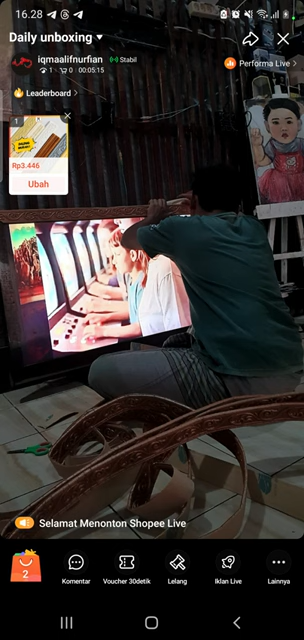 16.28
Daily unboxing
iqmaalifnurfian
Stabil
1 · 0 · 00:05:15
Performa Live >
Leaderboard >
1
Rp3.446
Ubah
Selamat Menonton Shopee Live
2
Komentar
Voucher 30detik
Lelang
Iklan Live
Lainnya